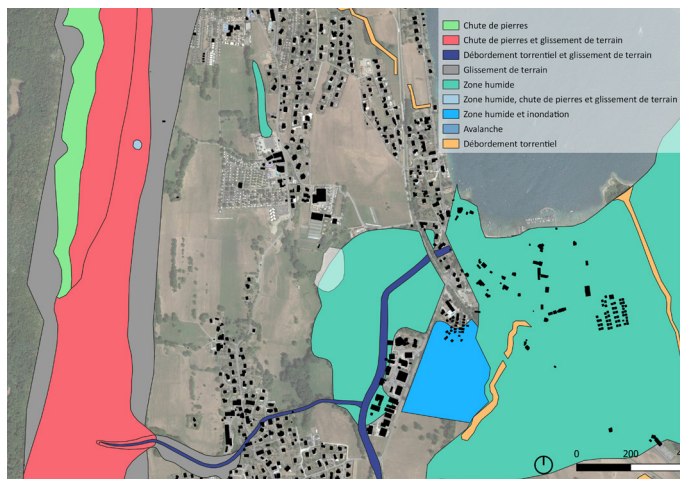 Chute de pierres
Chute de pierres et glissement de terrain
Débordement torrentiel et glissement de terrain
Glissement de terrain
Zone humide
Zone humide, chute de pierres et glissement de terrain
Zone humide et inondation
Avalanche
Débordement torrentiel
0 200 40